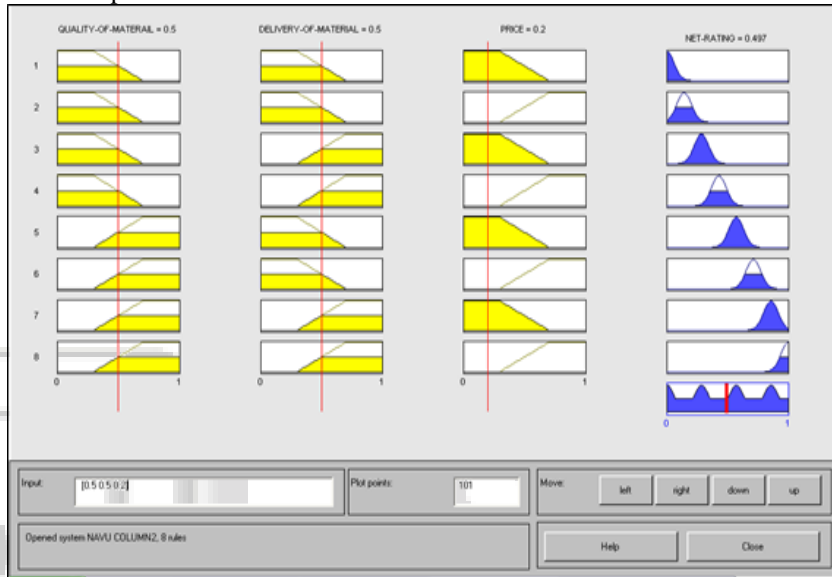 QUALITY-OF-MATERAIL = 0.5
DELIVERY-OF-MATERIAL = 0.5
PRICE = 0.2
NET-RATING = 0.497
1
2
3
4
5
6
7
8
0 1
0 1
0 1
0 1
Input: [0.5 0.5 0.2]
Plot points: 101
Move: left right down up
Opened system NAVU COLUMN2, 8 rules
Help Close